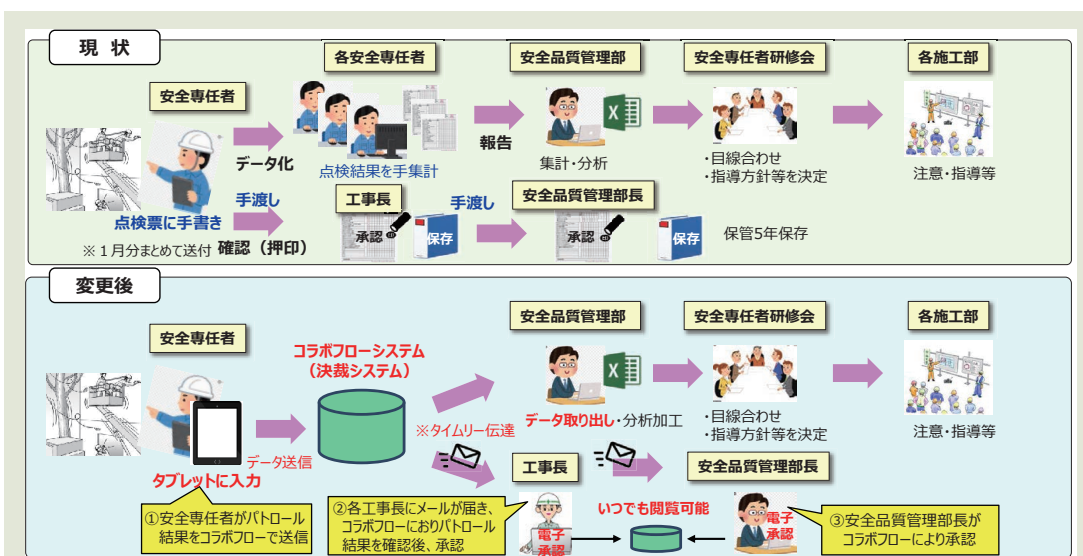 現 状
安全専任者
各安全専任者
安全品質管理部
安全専任者研修会
各施工部
データ化
点検結果を手集計
報告
集計・分析
・目線合わせ
・指導方針等を決定
注意・指導等
点検票に手書き
手渡し
※１月分まとめて送付
確認（押印）
工事長
承認
保存
手渡し
安全品質管理部長
承認
保存
保管5年保存
変更後
安全専任者
コラボフローシステム
（決裁システム）
安全品質管理部
安全専任者研修会
各施工部
※タイムリー伝達
データ取り出し・分析加工
・目線合わせ
・指導方針等を決定
注意・指導等
データ送信
タブレットに入力
工事長
安全品質管理部長
①安全専任者がパトロール
結果をコラボフローで送信
②各工事長にメールが届き、
コラボフローにおりパトロール
結果を確認後、承認
電子
承認
いつでも閲覧可能
電子
承認
③安全品質管理部長が
コラボフローにより承認